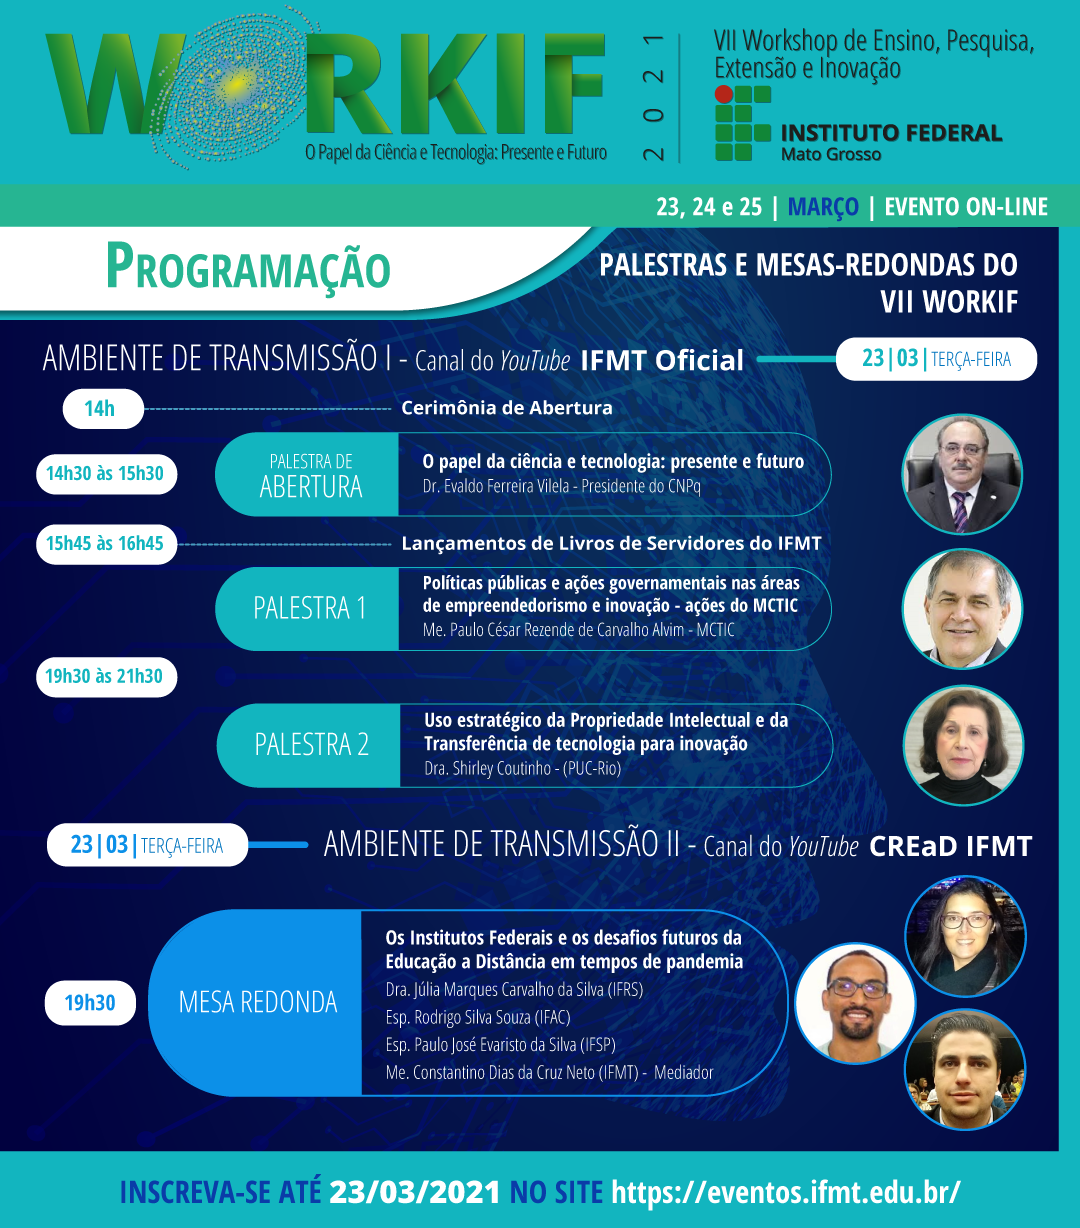 WORKIF
O Papel da Ciência e Tecnologia: Presente e Futuro
2021
VII Workshop de Ensino, Pesquisa,
Extensão e Inovação
INSTITUTO FEDERAL
Mato Grosso
23, 24 e 25 | MARÇO | EVENTO ON-LINE
PROGRAMAÇÃO
PALESTRAS E MESAS-REDONDAS DO
VII WORKIF
AMBIENTE DE TRANSMISSÃO I - Canal do YouTube IFMT Oficial
23|03| TERÇA-FEIRA
14h
Cerimônia de Abertura
14h30 às 15h30
PALESTRA DE
ABERTURA
O papel da ciência e tecnologia: presente e futuro
Dr. Evaldo Ferreira Vilela - Presidente do CNPq
15h45 às 16h45
Lançamentos de Livros de Servidores do IFMT
PALESTRA 1
Políticas públicas e ações governamentais nas áreas
de empreendedorismo e inovação - ações do MCTIC
Me. Paulo César Rezende de Carvalho Alvim - MCTIC
19h30 às 21h30
PALESTRA 2
Uso estratégico da Propriedade Intelectual e da
Transferência de tecnologia para inovação
Dra. Shirley Coutinho - (PUC-Rio)
23|03| TERÇA-FEIRA
AMBIENTE DE TRANSMISSÃO II - Canal do YouTube CREaD IFMT
19h30
MESA REDONDA
Os Institutos Federais e os desafios futuros da
Educação a Distância em tempos de pandemia
Dra. Júlia Marques Carvalho da Silva (IFRS)
Esp. Rodrigo Silva Souza (IFAC)
Esp. Paulo José Evaristo da Silva (IFSP)
Me. Constantino Dias da Cruz Neto (IFMT) - Mediador
INSCREVA-SE ATÉ 23/03/2021 NO SITE https://eventos.ifmt.edu.br/